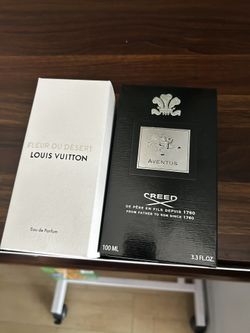 FLEUR DU DÉSERT
LOUIS VUITTON
Eau de Parfum
AVENTUS
CREED
DE PÈRE EN FILS DEPUIS 1760
FROM FATHER TO SON SINCE 1760
100 ML
3.3 FL.OZ